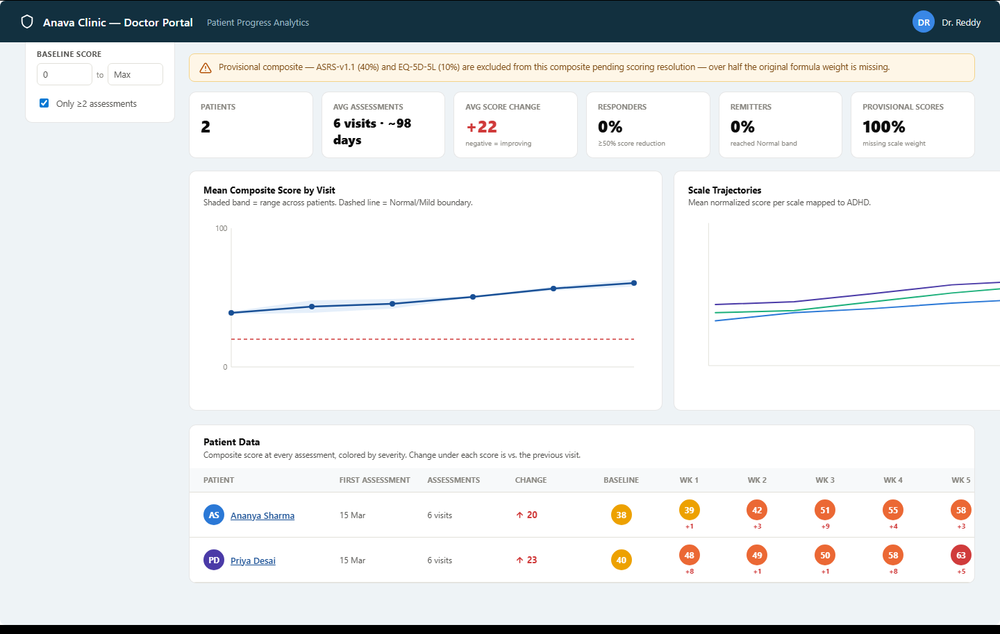 Anava Clinic — Doctor Portal
Patient Progress Analytics
DR
Dr. Reddy
BASELINE SCORE
0 to Max
Only ≥2 assessments
Provisional composite — ASRS-v1.1 (40%) and EQ-5D-5L (10%) are excluded from this composite pending scoring resolution — over half the original formula weight is missing.
PATIENTS
2
AVG ASSESSMENTS
6 visits · ~98
days
AVG SCORE CHANGE
+22
negative = improving
RESPONDERS
0%
≥50% score reduction
REMITTERS
0%
reached Normal band
PROVISIONAL SCORES
100%
missing scale weight
Mean Composite Score by Visit
Shaded band = range across patients. Dashed line = Normal/Mild boundary.
100
0
Scale Trajectories
Mean normalized score per scale mapped to ADHD.
Patient Data
Composite score at every assessment, colored by severity. Change under each score is vs. the previous visit.
PATIENT FIRST ASSESSMENT ASSESSMENTS CHANGE BASELINE WK 1 WK 2 WK 3 WK 4 WK 5
AS Ananya Sharma 15 Mar 6 visits ↑ 20 38 39 42 51 55 58
+1 +3 +9 +4 +3
PD Priya Desai 15 Mar 6 visits ↑ 23 40 48 49 50 58 63
+8 +1 +1 +8 +5